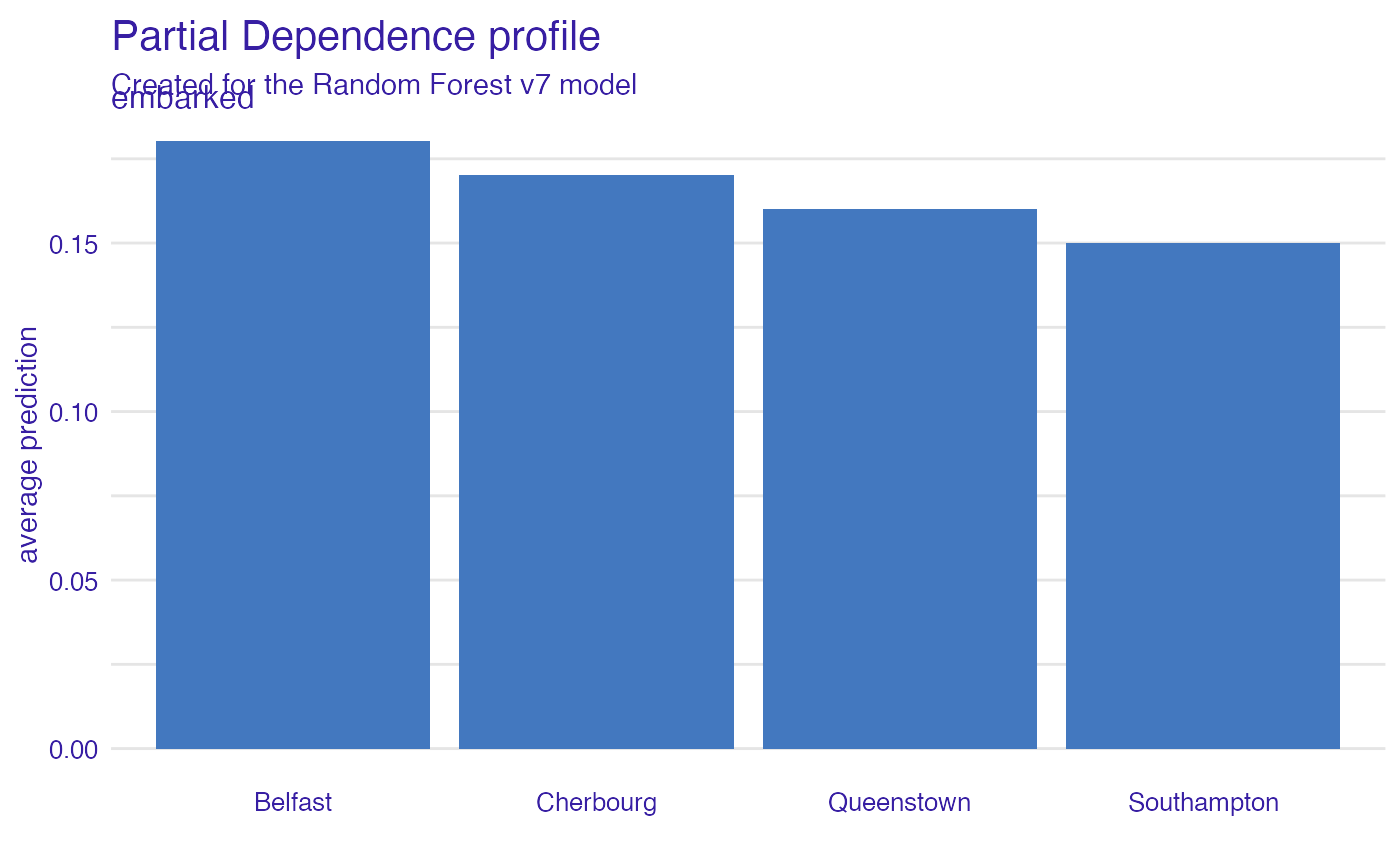 Partial Dependence profile
Created for the Random Forest v7 model
embarked
0.15
0.10
0.05
0.00
average prediction
Belfast
Cherbourg
Queenstown
Southampton